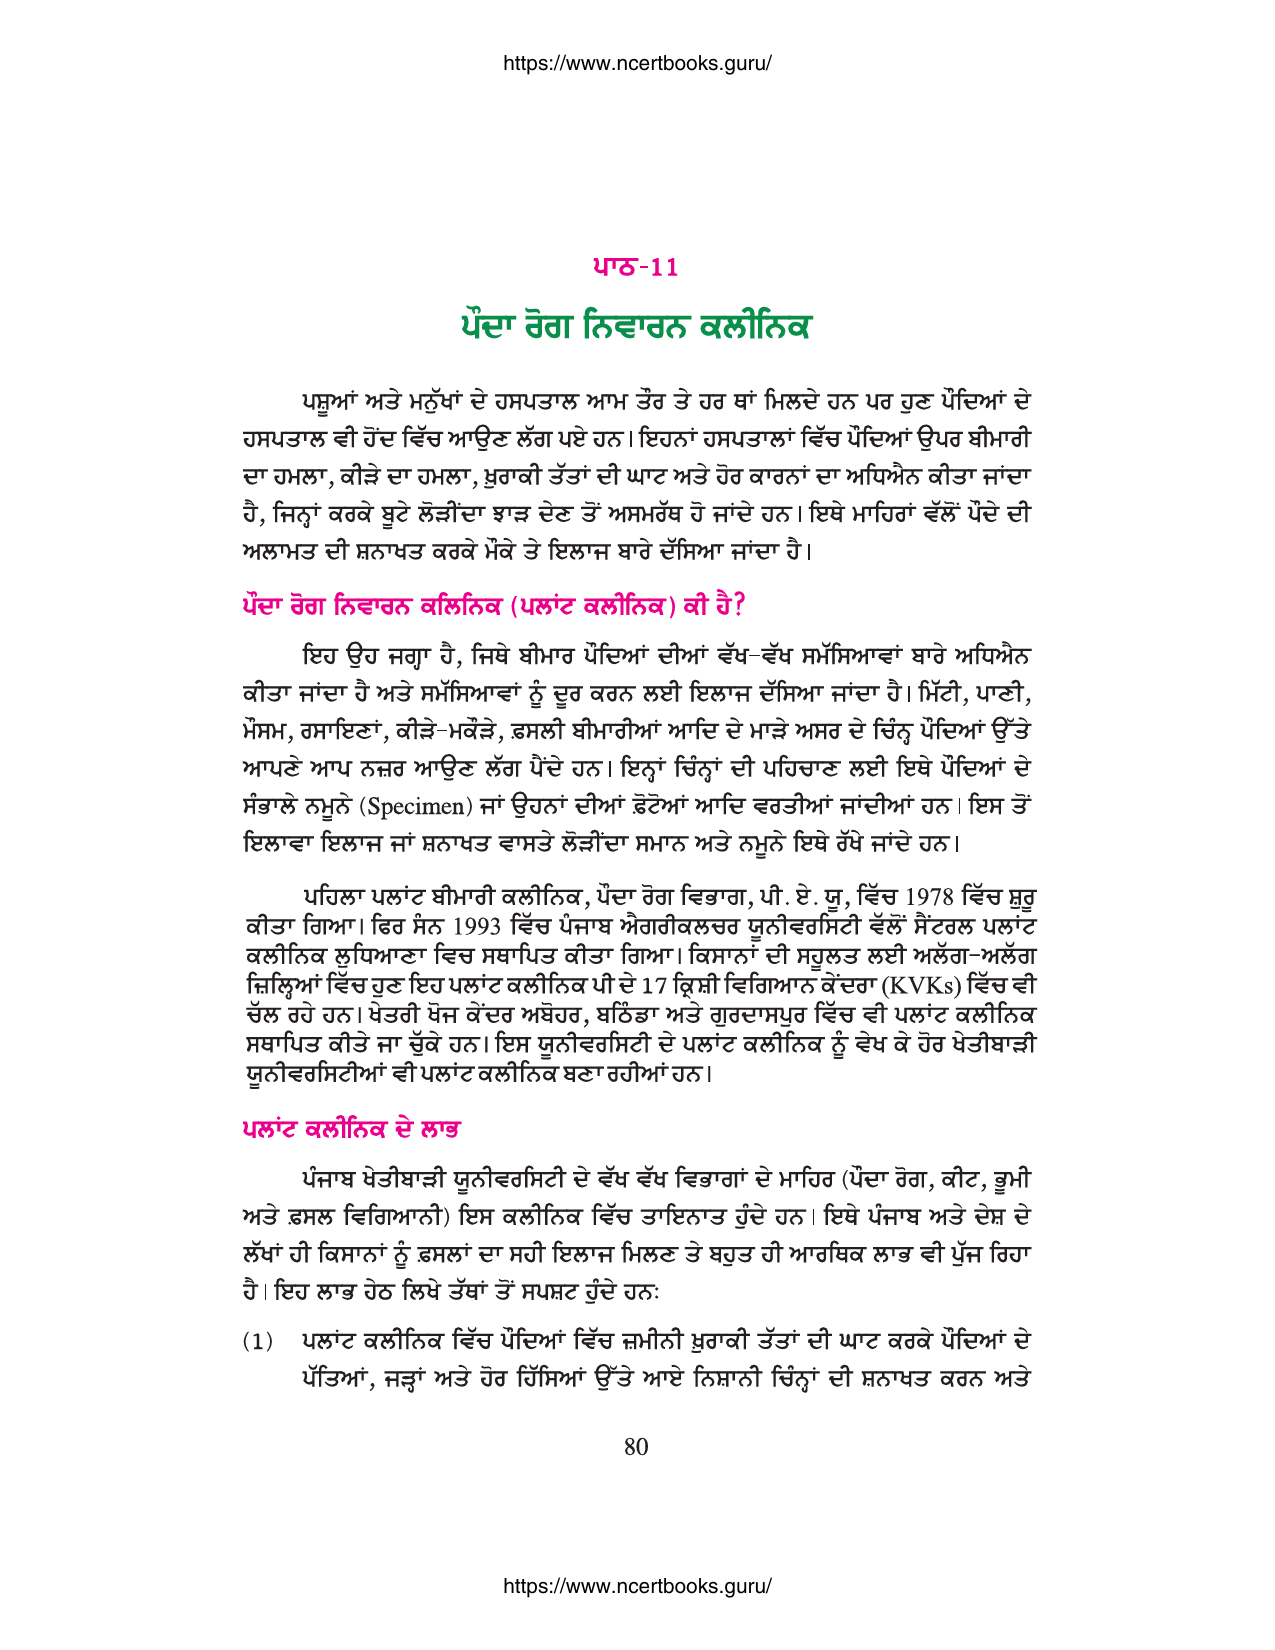 https://www.ncertbooks.guru/
ਪਾਠ-11
ਪੌਦਾ ਰੋਗ ਨਿਵਾਰਨ ਕਲੀਨਿਕ
ਪਸ਼ੂਆਂ ਅਤੇ ਮਨੁੱਖਾਂ ਦੇ ਹਸਪਤਾਲ ਆਮ ਤੌਰ ਤੇ ਹਰ ਥਾਂ ਮਿਲਦੇ ਹਨ ਪਰ ਹੁਣ ਪੌਦਿਆਂ ਦੇ
ਹਸਪਤਾਲ ਵੀ ਹੋਂਦ ਵਿੱਚ ਆਉਣ ਲੱਗ ਪਏ ਹਨ। ਇਹਨਾਂ ਹਸਪਤਾਲਾਂ ਵਿੱਚ ਪੌਦਿਆਂ ਉਪਰ ਬੀਮਾਰੀ
ਦਾ ਹਮਲਾ, ਕੀੜੇ ਦਾ ਹਮਲਾ, ਖ਼ੁਰਾਕੀ ਤੱਤਾਂ ਦੀ ਘਾਟ ਅਤੇ ਹੋਰ ਕਾਰਨਾਂ ਦਾ ਅਧਿਐਨ ਕੀਤਾ ਜਾਂਦਾ
ਹੈ, ਜਿਨ੍ਹਾਂ ਕਰਕੇ ਬੂਟੇ ਲੋੜੀਂਦਾ ਝਾੜ ਦੇਣ ਤੋਂ ਅਸਮਰੱਥ ਹੋ ਜਾਂਦੇ ਹਨ। ਇਥੇ ਮਾਹਿਰਾਂ ਵੱਲੋਂ ਪੌਦੇ ਦੀ
ਅਲਾਮਤ ਦੀ ਸ਼ਨਾਖਤ ਕਰਕੇ ਮੌਕੇ ਤੇ ਇਲਾਜ ਬਾਰੇ ਦੱਸਿਆ ਜਾਂਦਾ ਹੈ।
ਪੌਦਾ ਰੋਗ ਨਿਵਾਰਨ ਕਲਿਨਿਕ (ਪਲਾਂਟ ਕਲੀਨਿਕ) ਕੀ ਹੈ?
ਇਹ ਉਹ ਜਗ੍ਹਾ ਹੈ, ਜਿਥੇ ਬੀਮਾਰ ਪੌਦਿਆਂ ਦੀਆਂ ਵੱਖ-ਵੱਖ ਸਮੱਸਿਆਵਾਂ ਬਾਰੇ ਅਧਿਐਨ
ਕੀਤਾ ਜਾਂਦਾ ਹੈ ਅਤੇ ਸਮੱਸਿਆਵਾਂ ਨੂੰ ਦੂਰ ਕਰਨ ਲਈ ਇਲਾਜ ਦੱਸਿਆ ਜਾਂਦਾ ਹੈ। ਮਿੱਟੀ, ਪਾਣੀ,
ਮੌਸਮ, ਰਸਾਇਣਾਂ, ਕੀੜੇ-ਮਕੌੜੇ, ਫ਼ਸਲੀ ਬੀਮਾਰੀਆਂ ਆਦਿ ਦੇ ਮਾੜੇ ਅਸਰ ਦੇ ਚਿੰਨ੍ਹ ਪੌਦਿਆਂ ਉੱਤੇ
ਆਪਣੇ ਆਪ ਨਜ਼ਰ ਆਉਣ ਲੱਗ ਪੈਂਦੇ ਹਨ। ਇਨ੍ਹਾਂ ਚਿੰਨ੍ਹਾਂ ਦੀ ਪਹਿਚਾਣ ਲਈ ਇਥੇ ਪੌਦਿਆਂ ਦੇ
ਸੰਭਾਲੇ ਨਮੂਨੇ (Specimen) ਜਾਂ ਉਹਨਾਂ ਦੀਆਂ ਫ਼ੋਟੋਆਂ ਆਦਿ ਵਰਤੀਆਂ ਜਾਂਦੀਆਂ ਹਨ। ਇਸ ਤੋਂ
ਇਲਾਵਾ ਇਲਾਜ ਜਾਂ ਸ਼ਨਾਖਤ ਵਾਸਤੇ ਲੋੜੀਂਦਾ ਸਮਾਨ ਅਤੇ ਨਮੂਨੇ ਇਥੇ ਰੱਖੇ ਜਾਂਦੇ ਹਨ।
ਪਹਿਲਾ ਪਲਾਂਟ ਬੀਮਾਰੀ ਕਲੀਨਿਕ, ਪੌਦਾ ਰੋਗ ਵਿਭਾਗ, ਪੀ. ਏ. ਯੂ, ਵਿੱਚ 1978 ਵਿੱਚ ਸ਼ੁਰੂ
ਕੀਤਾ ਗਿਆ। ਫਿਰ ਸੰਨ 1993 ਵਿੱਚ ਪੰਜਾਬ ਐਗਰੀਕਲਚਰ ਯੂਨੀਵਰਸਿਟੀ ਵੱਲੋਂ ਸੈਂਟਰਲ ਪਲਾਂਟ
ਕਲੀਨਿਕ ਲੁਧਿਆਣਾ ਵਿਚ ਸਥਾਪਿਤ ਕੀਤਾ ਗਿਆ। ਕਿਸਾਨਾਂ ਦੀ ਸਹੂਲਤ ਲਈ ਅਲੱਗ-ਅਲੱਗ
ਜ਼ਿਲ੍ਹਿਆਂ ਵਿੱਚ ਹੁਣ ਇਹ ਪਲਾਂਟ ਕਲੀਨਿਕ ਪੀ ਦੇ 17 ਕ੍ਰਿਸ਼ੀ ਵਿਗਿਆਨ ਕੇਂਦਰਾ (KVKs) ਵਿੱਚ ਵੀ
ਚੱਲ ਰਹੇ ਹਨ। ਖੇਤਰੀ ਖੋਜ ਕੇਂਦਰ ਅਬੋਹਰ, ਬਠਿੰਡਾ ਅਤੇ ਗੁਰਦਾਸਪੁਰ ਵਿੱਚ ਵੀ ਪਲਾਂਟ ਕਲੀਨਿਕ
ਸਥਾਪਿਤ ਕੀਤੇ ਜਾ ਚੁੱਕੇ ਹਨ। ਇਸ ਯੂਨੀਵਰਸਿਟੀ ਦੇ ਪਲਾਂਟ ਕਲੀਨਿਕ ਨੂੰ ਵੇਖ ਕੇ ਹੋਰ ਖੇਤੀਬਾੜੀ
ਯੂਨੀਵਰਸਿਟੀਆਂ ਵੀ ਪਲਾਂਟ ਕਲੀਨਿਕ ਬਣਾ ਰਹੀਆਂ ਹਨ।
ਪਲਾਂਟ ਕਲੀਨਿਕ ਦੇ ਲਾਭ
ਪੰਜਾਬ ਖੇਤੀਬਾੜੀ ਯੂਨੀਵਰਸਿਟੀ ਦੇ ਵੱਖ ਵੱਖ ਵਿਭਾਗਾਂ ਦੇ ਮਾਹਿਰ (ਪੌਦਾ ਰੋਗ, ਕੀਟ, ਭੂਮੀ
ਅਤੇ ਫ਼ਸਲ ਵਿਗਿਆਨੀ) ਇਸ ਕਲੀਨਿਕ ਵਿੱਚ ਤਾਇਨਾਤ ਹੁੰਦੇ ਹਨ। ਇਥੇ ਪੰਜਾਬ ਅਤੇ ਦੇਸ਼ ਦੇ
ਲੱਖਾਂ ਹੀ ਕਿਸਾਨਾਂ ਨੂੰ ਫ਼ਸਲਾਂ ਦਾ ਸਹੀ ਇਲਾਜ ਮਿਲਣ ਤੇ ਬਹੁਤ ਹੀ ਆਰਥਿਕ ਲਾਭ ਵੀ ਪੁੱਜ ਰਿਹਾ
ਹੈ। ਇਹ ਲਾਭ ਹੇਠ ਲਿਖੇ ਤੱਥਾਂ ਤੋਂ ਸਪਸ਼ਟ ਹੁੰਦੇ ਹਨ:
(1) ਪਲਾਂਟ ਕਲੀਨਿਕ ਵਿੱਚ ਪੌਦਿਆਂ ਵਿੱਚ ਜ਼ਮੀਨੀ ਖ਼ੁਰਾਕੀ ਤੱਤਾਂ ਦੀ ਘਾਟ ਕਰਕੇ ਪੌਦਿਆਂ ਦੇ
ਪੱਤਿਆਂ, ਜੜ੍ਹਾਂ ਅਤੇ ਹੋਰ ਹਿੱਸਿਆਂ ਉੱਤੇ ਆਏ ਨਿਸ਼ਾਨੀ ਚਿੰਨ੍ਹਾਂ ਦੀ ਸ਼ਨਾਖਤ ਕਰਨ ਅਤੇ
80
https://www.ncertbooks.guru/